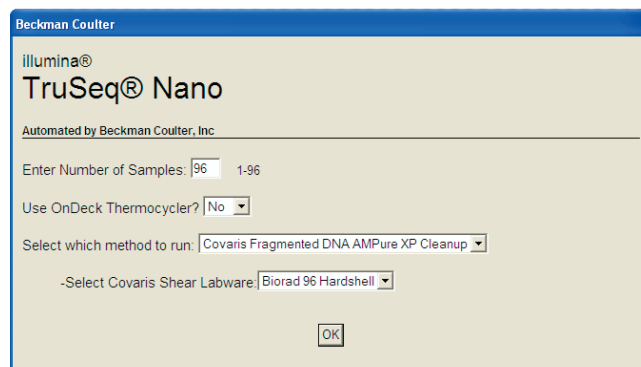 Beckman Coulter
illumina®
TruSeq® Nano
Automated by Beckman Coulter, Inc
Enter Number of Samples: 96 1-96
Use OnDeck Thermocycler? No
Select which method to run: Covaris Fragmented DNA AMPure XP Cleanup
-Select Covaris Shear Labware: Biorad 96 Hardshell
OK